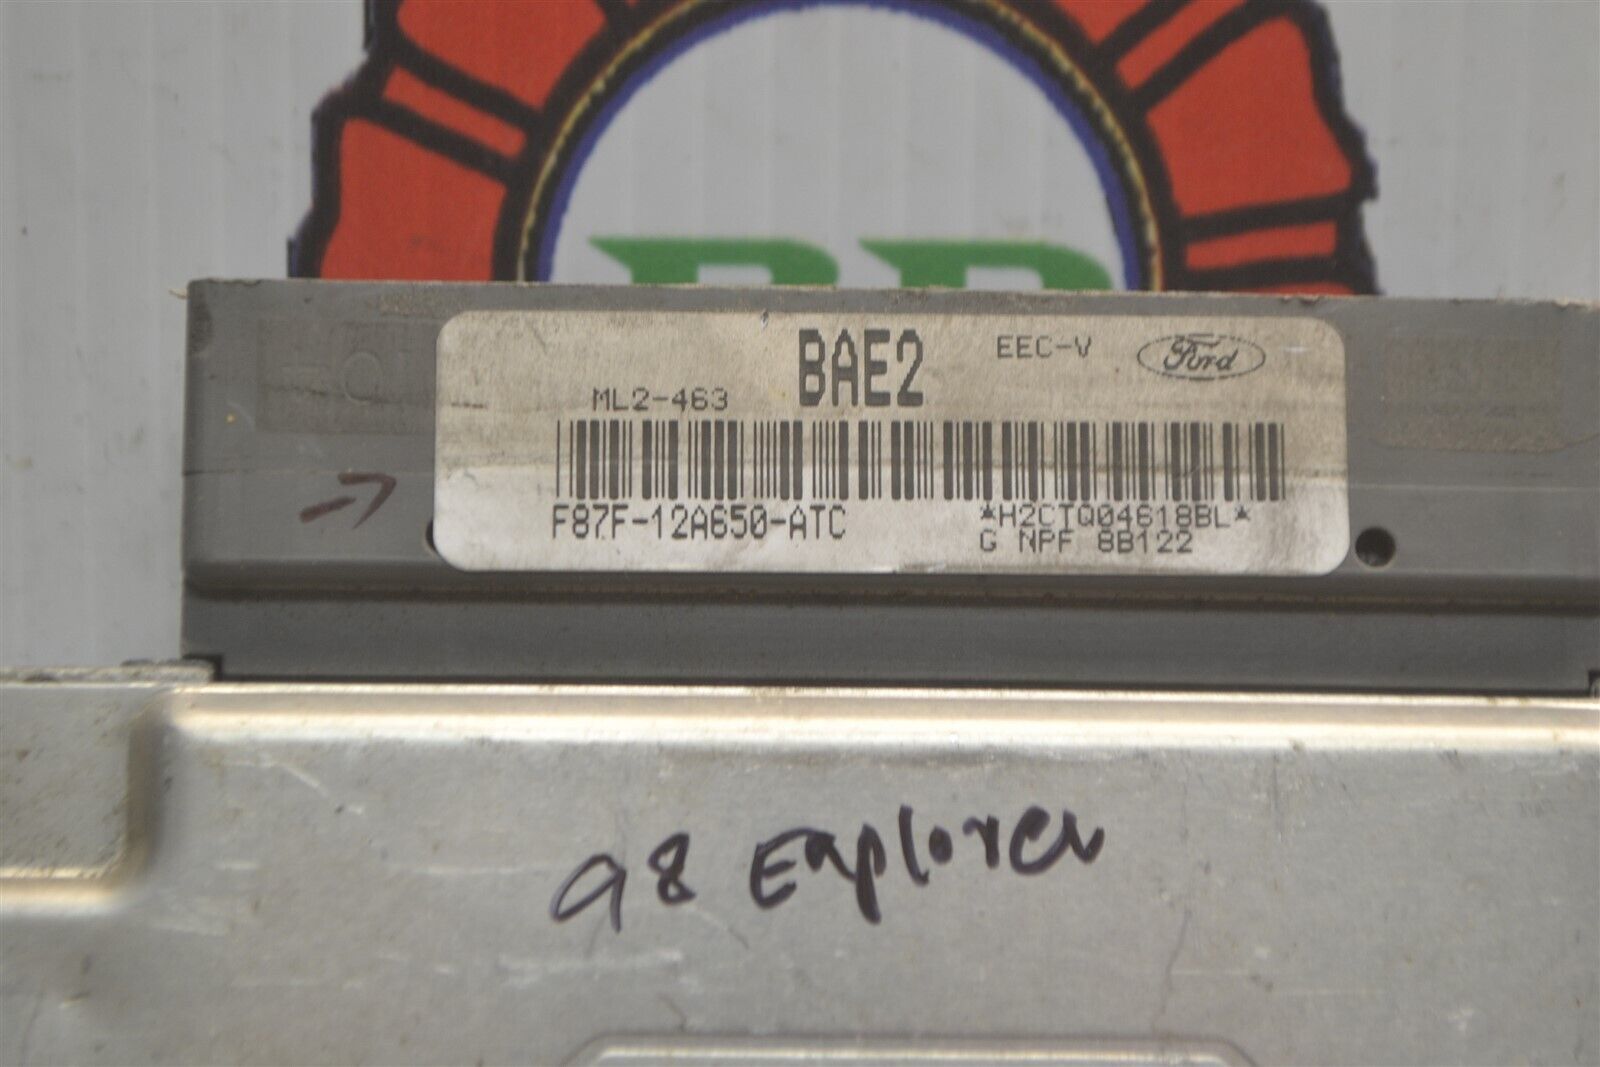 BAE2
EEC-V
Ford
ML2-463
F87F-12A650-ATC
*H2CTQ04618BL*
G NPF 8B122
98 Explorer